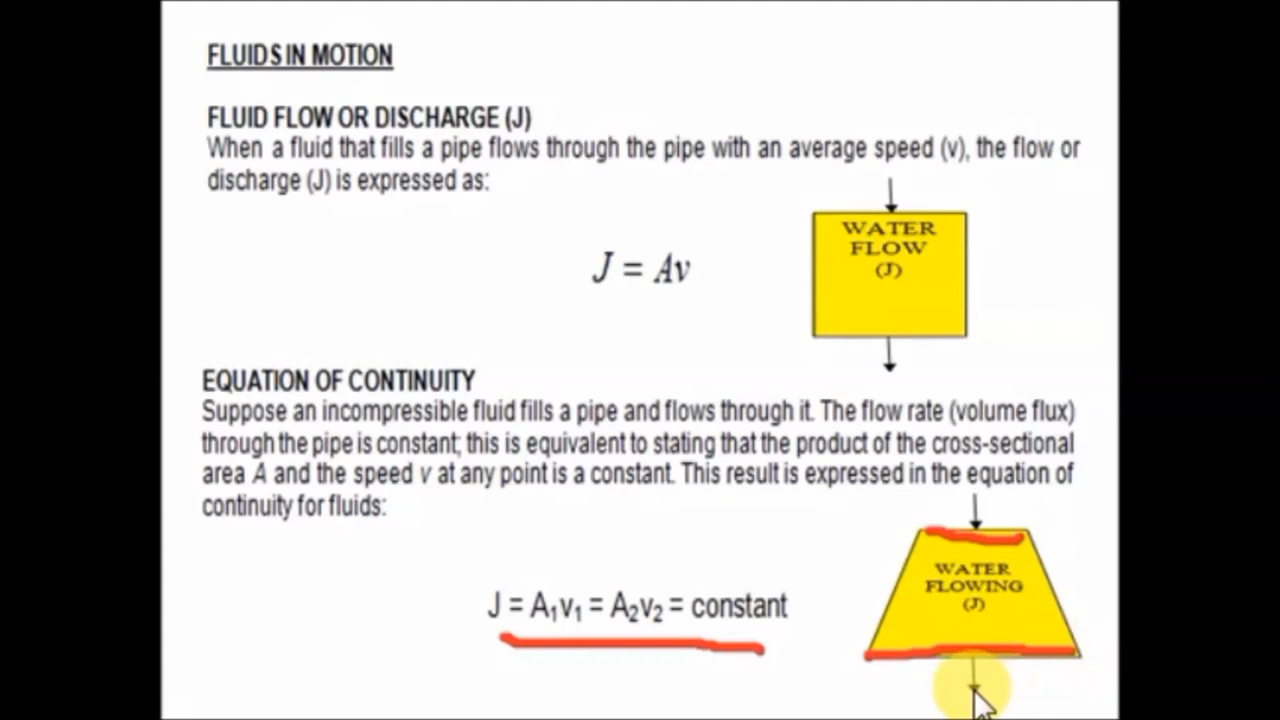 FLUIDS IN MOTION
FLUID FLOW OR DISCHARGE (J)
When a fluid that fills a pipe flows through the pipe with an average speed (v), the flow or
discharge (J) is expressed as:
WATER
FLOW
(J)
J = Av
EQUATION OF CONTINUITY
Suppose an incompressible fluid fills a pipe and flows through it. The flow rate (volume flux)
through the pipe is constant; this is equivalent to stating that the product of the cross-sectional
area A and the speed v at any point is a constant. This result is expressed in the equation of
continuity for fluids:
WATER
FLOWING
(J)
J = A₁v₁ = A₂v₂ = constant